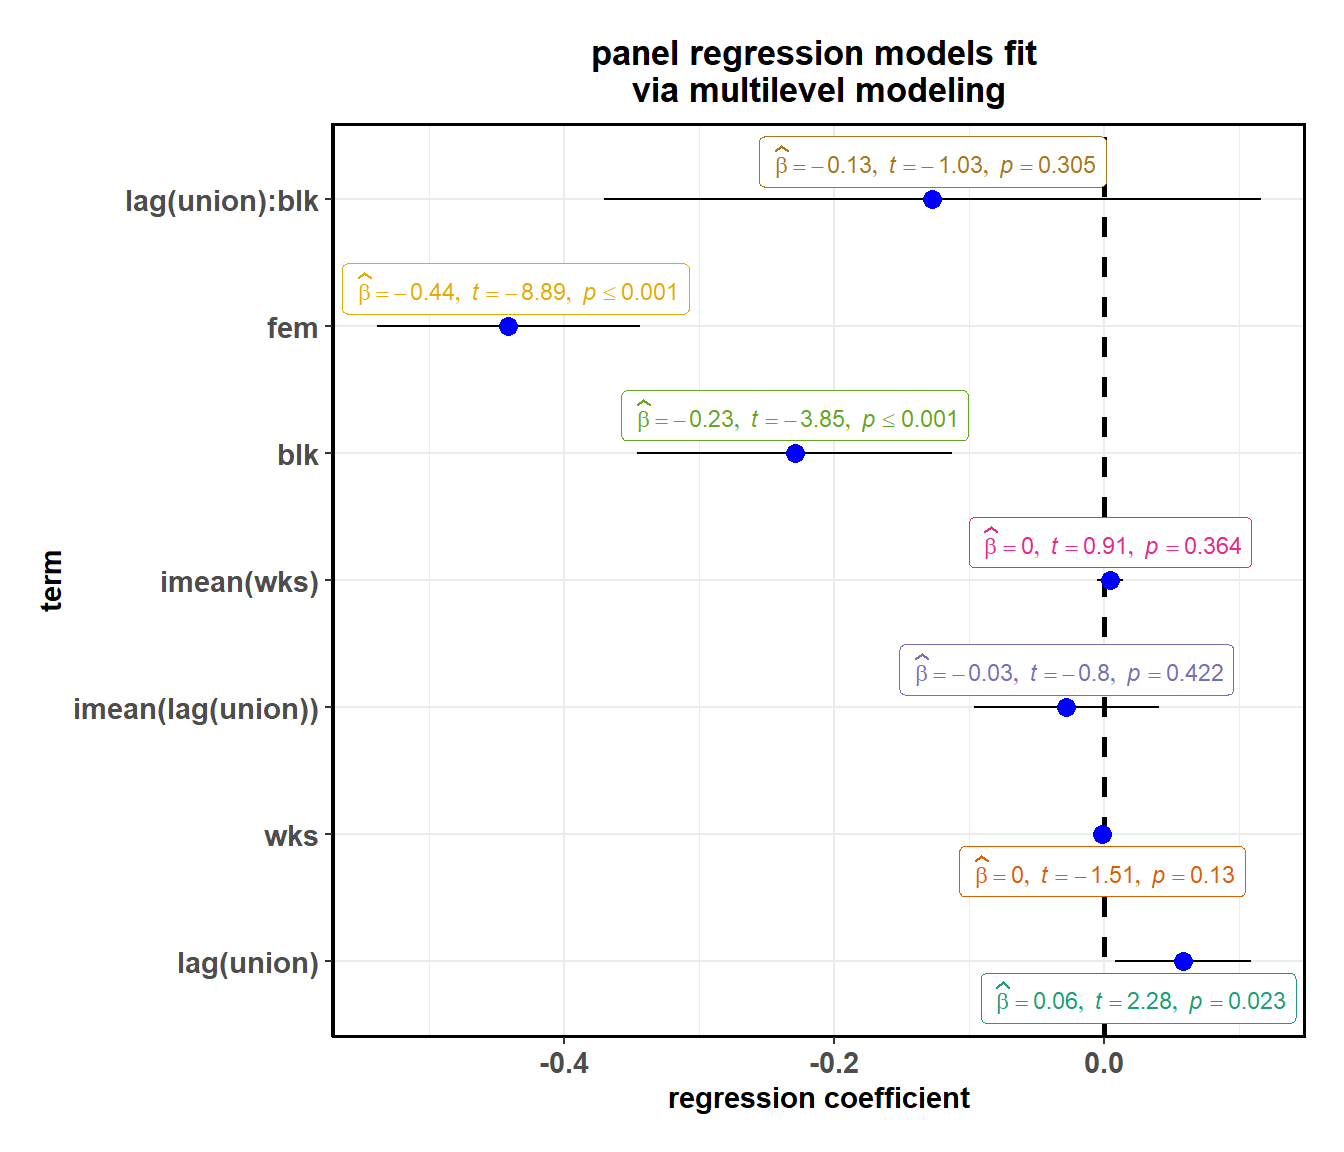 panel regression models fit
via multilevel modeling
β̂ = −0.13, t = −1.03, p = 0.305
lag(union):blk
β̂ = −0.44, t = −8.89, p ≤ 0.001
fem
β̂ = −0.23, t = −3.85, p ≤ 0.001
blk
β̂ = 0, t = 0.91, p = 0.364
imean(wks)
term
β̂ = −0.03, t = −0.8, p = 0.422
imean(lag(union))
wks
β̂ = 0, t = −1.51, p = 0.13
lag(union)
β̂ = 0.06, t = 2.28, p = 0.023
-0.4 -0.2 0.0
regression coefficient